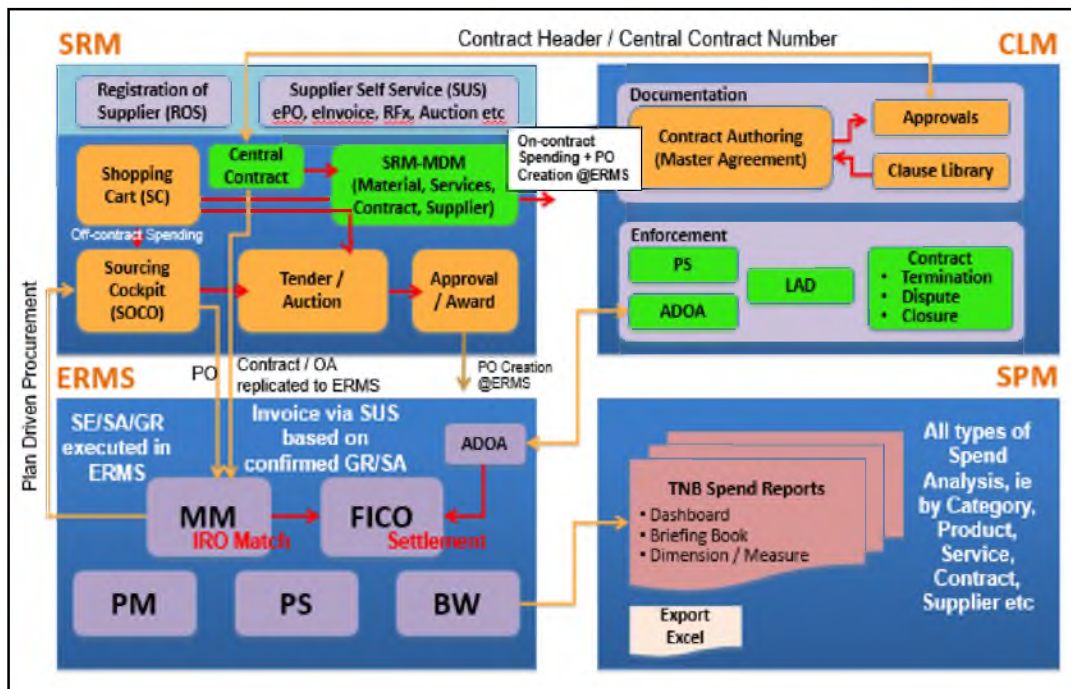 SRM
Contract Header / Central Contract Number
CLM
Registration of
Supplier (ROS)
Supplier Self Service (SUS)
ePO, eInvoice, RFx, Auction etc
Shopping
Cart (SC)
Central
Contract
SRM-MDM
(Material, Services,
Contract, Supplier)
On-contract
Spending + PO
Creation @ERMS
Off-contract Spending
Sourcing
Cockpit
(SOCO)
Tender /
Auction
Approval
/ Award
Documentation
Contract Authoring
(Master Agreement)
Approvals
Clause Library
Enforcement
PS
ADOA
LAD
Contract
• Termination
• Dispute
• Closure
Plan Driven Procurement
ERMS
PO
Contract / OA
replicated to ERMS
PO Creation
@ERMS
SE/SA/GR
executed in
ERMS
Invoice via SUS
based on
confirmed GR/SA
ADOA
MM
IRO Match
FICO
Settlement
PM
PS
BW
SPM
TNB Spend Reports
• Dashboard
• Briefing Book
• Dimension / Measure
Export
Excel
All types of
Spend
Analysis, ie
by Category,
Product,
Service,
Contract,
Supplier etc